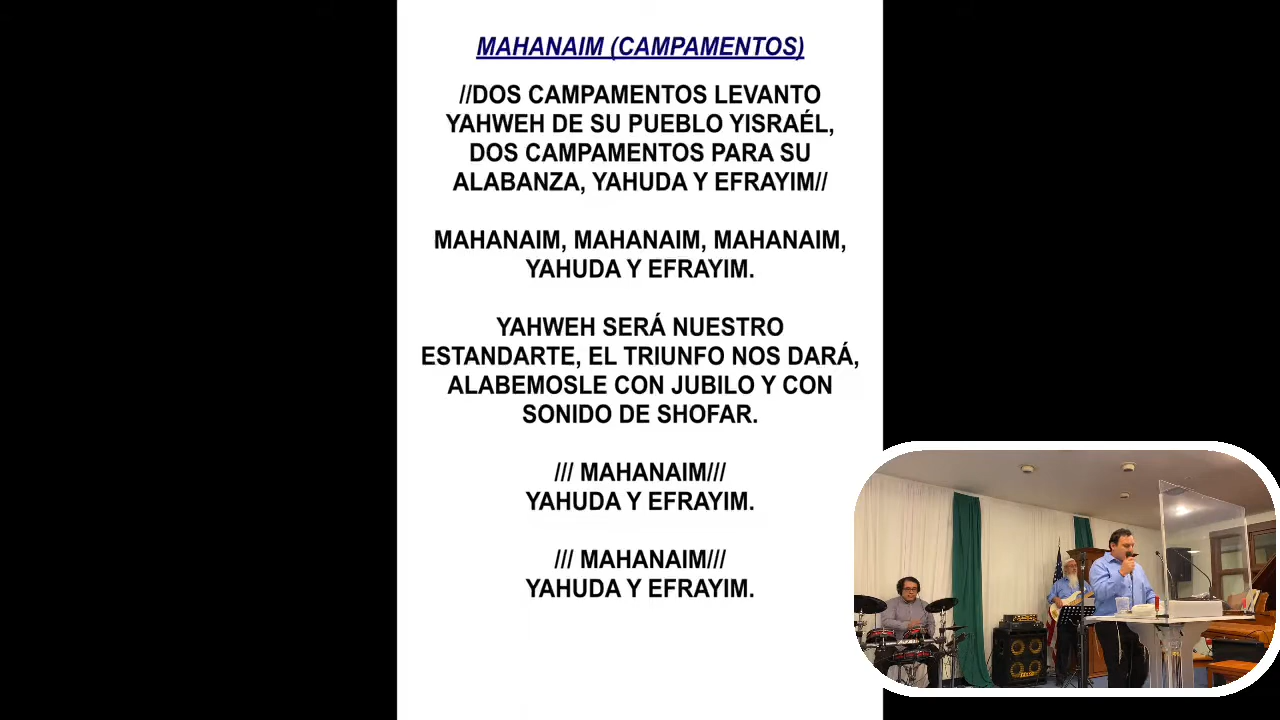 MAHANAIM (CAMPAMENTOS)
//DOS CAMPAMENTOS LEVANTO
YAHWEH DE SU PUEBLO YISRAÉL,
DOS CAMPAMENTOS PARA SU
ALABANZA, YAHUDA Y EFRAYIM//
MAHANAIM, MAHANAIM, MAHANAIM,
YAHUDA Y EFRAYIM.
YAHWEH SERÁ NUESTRO
ESTANDARTE, EL TRIUNFO NOS DARÁ,
ALABEMOSLE CON JUBILO Y CON
SONIDO DE SHOFAR.
/// MAHANAIM///
YAHUDA Y EFRAYIM.
/// MAHANAIM///
YAHUDA Y EFRAYIM.